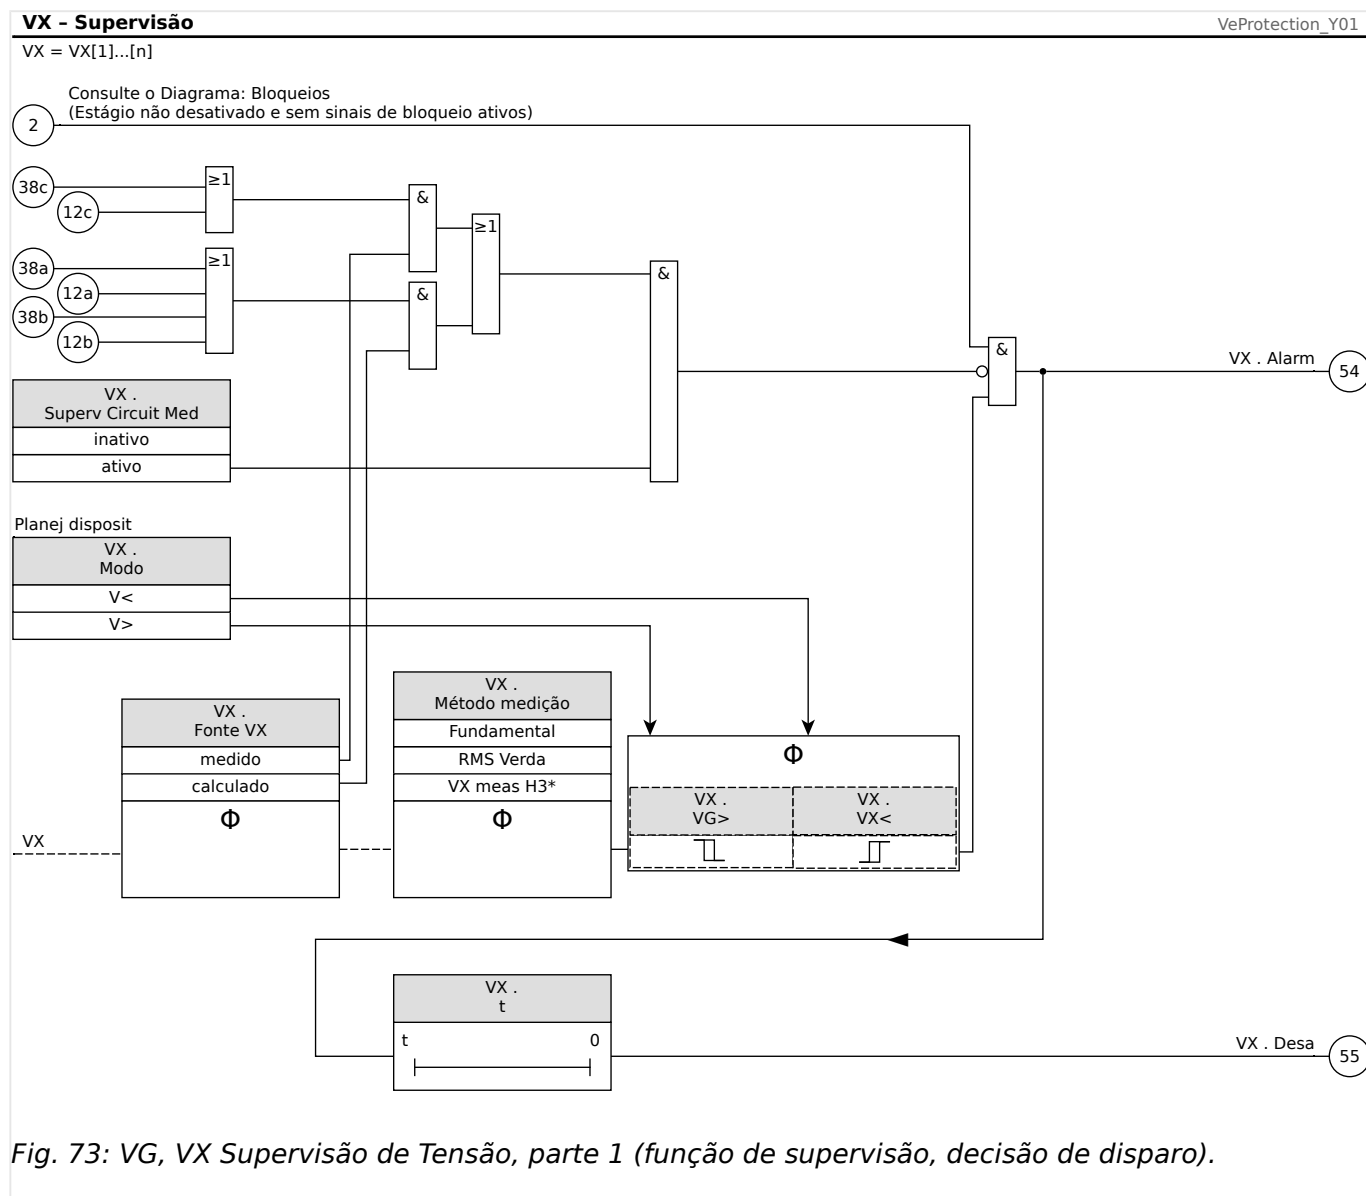 VX – Supervisão
VeProtection_Y01
VX = VX[1]...[n]
Consulte o Diagrama: Bloqueios
(Estágio não desativado e sem sinais de bloqueio ativos)
2
38c
12c
≥1
&
≥1
38a
12a
38b
12b
≥1
&
&
&
VX . Alarm
54
VX .
Superv Circuit Med
inativo
ativo
Planej disposit
VX .
Modo
V<
V>
VX .
Fonte VX
medido
calculado
Φ
VX
VX .
Método medição
Fundamental
RMS Verda
VX meas H3*
Φ
Φ
VX .
VG>
VX .
VX<
VX .
t
t
0
VX . Desa
55
Fig. 73: VG, VX Supervisão de Tensão, parte 1 (função de supervisão, decisão de disparo).